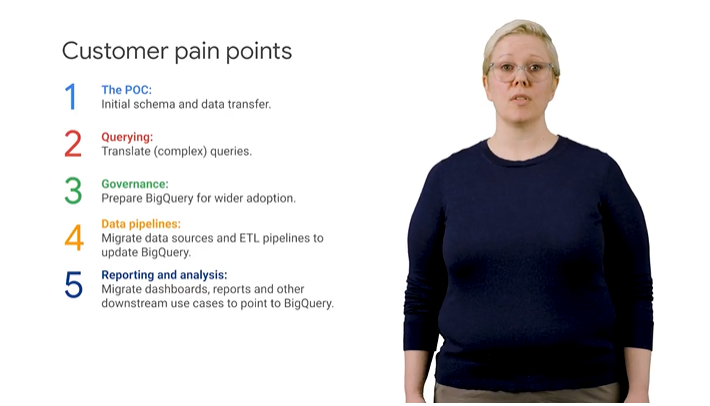 Customer pain points
1 The POC:
Initial schema and data transfer.
2 Querying:
Translate (complex) queries.
3 Governance:
Prepare BigQuery for wider adoption.
4 Data pipelines:
Migrate data sources and ETL pipelines to
update BigQuery.
5 Reporting and analysis:
Migrate dashboards, reports and other
downstream use cases to point to BigQuery.